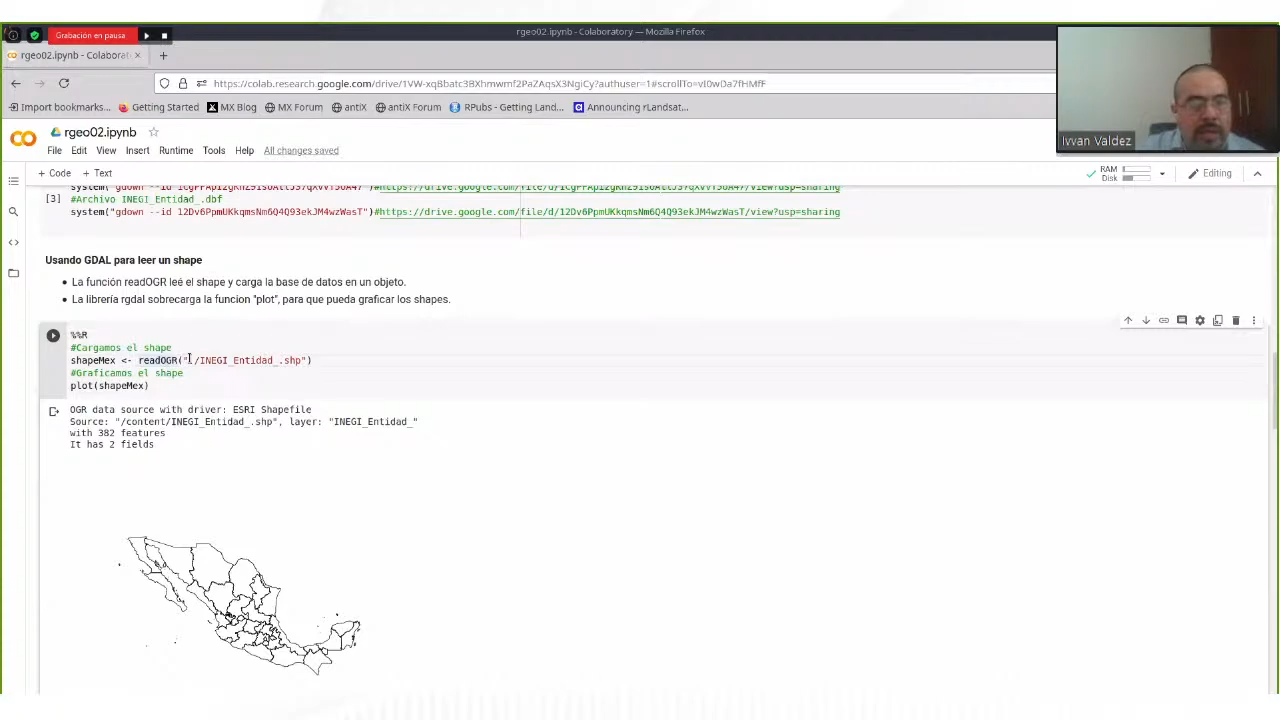 Grabación en pausa
rgeo02.ipynb - Colaboratory — Mozilla Firefox
rgeo02.ipynb - Colaborat
https://colab.research.google.com/drive/1VW-xqBbatc3BXhmwmf2PaZAqsX3NgiCy?authuser=1#scrollTo=vI0wDa7fHMfF
Import bookmarks... Getting Started MX Blog MX Forum antiX antiX Forum RPubs - Getting Land... Announcing rLandsat...
Ivvan Valdez
rgeo02.ipynb
File Edit View Insert Runtime Tools Help All changes saved
+ Code + Text
RAM
Disk
Editing
[3] #Archivo INEGI_Entidad_.dbf
system("gdown --id 12Dv6PpmUKkqmsNm6Q4Q93ekJM4wzWasT")#https://drive.google.com/file/d/12Dv6PpmUKkqmsNm6Q4Q93ekJM4wzWasT/view?usp=sharing
Usando GDAL para leer un shape
La función readOGR leé el shape y carga la base de datos en un objeto.
La librería rgdal sobrecarga la funcion "plot", para que pueda graficar los shapes.
%%R
#Cargamos el shape
shapeMex <- readOGR("./INEGI_Entidad_.shp")
#Graficamos el shape
plot(shapeMex)
OGR data source with driver: ESRI Shapefile
Source: "/content/INEGI_Entidad_.shp", layer: "INEGI_Entidad_"
with 382 features
It has 2 fields